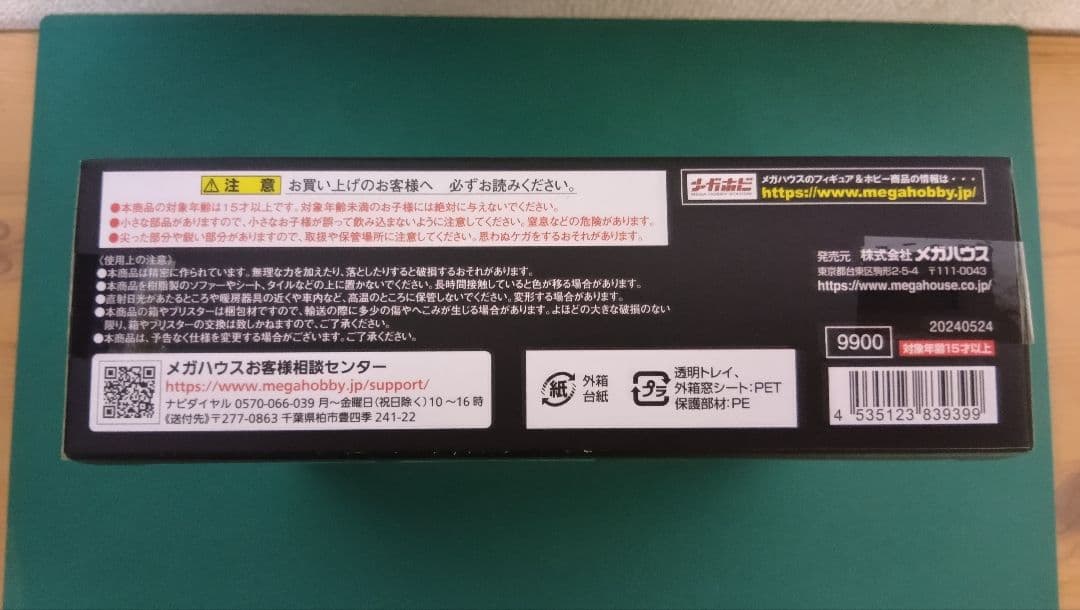 ⚠注 意 お買い上げのお客様へ 必ずお読みください。
●本商品の対象年齢は15才以上です。対象年齢未満のお子様には絶対に与えないでください。
●小さな部品がありますので、小さなお子様が誤って飲み込まないように注意してください。窒息などの危険があります。
●尖った部分や鋭い部分がありますので、取扱や保管場所に注意してください。思わぬケガをするおそれがあります。
《使用上の注意》
●本商品は精密に作られています。無理な力を加えたり、落としたりすると破損するおそれがあります。
●本商品を樹脂製のソファーやシート、タイルなどの上に置かないでください。長時間接触していると色が移る場合があります。
●直射日光があたるところや暖房器具の近くや車内など、高温のところに保管しないでください。変形する場合があります。
●本商品の箱やブリスターは梱包材ですので、輸送の際に多少の傷やへこみが生じる場合があります。よほどの大きな破損のない
限り、箱やブリスターの交換は致しかねますので、ご了承ください。
●本商品は、予告なく仕様を変更する場合がございます。ご了承ください。
メガハウスお客様相談センター
https://www.megahobby.jp/support/
ナビダイヤル 0570-066-039 月～金曜日(祝日除く)10～16時
《送付先》〒277-0863 千葉県柏市豊四季 241-22
紙
外箱
台紙
プラ
透明トレイ、
外箱窓シート:PET
保護部材:PE
メガホビ
MEGA HOBBY STATION
メガハウスのフィギュア&ホビー商品の情報は・・・
https://www.megahobby.jp/
発売元 株式会社 メガハウス
東京都台東区駒形2-5-4 〒111-0043
https://www.megahouse.co.jp/
20240524
9900
対象年齢15才以上
4 535123 839399